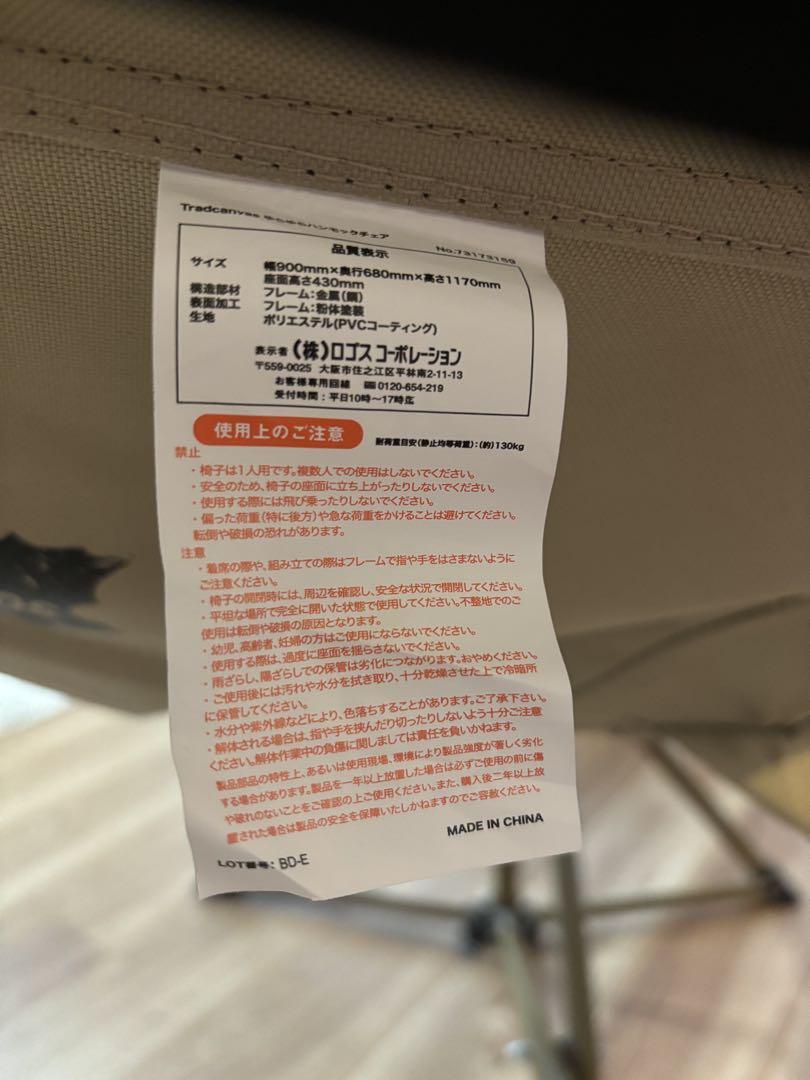 Tradcanvas ゆらゆらハンモックチェア No.73173159
品質表示
サイズ 幅900mm×奥行680mm×高さ1170mm
座面高さ430mm
構造部材 フレーム:金属(鋼)
表面加工 フレーム:粉体塗装
生地 ポリエステル(PVCコーティング)
表示者 (株)ロゴス コーポレーション
〒559-0025 大阪市住之江区平林南2-11-13
お客様専用回線 0120-654-219
受付時間:平日10時〜17時迄
使用上のご注意 耐荷重目安(静止均等荷重):(約)130kg
禁止
・椅子は1人用です。複数人での使用はしないでください。
・安全のため、椅子の座面に立ち上がったりしないでください。
・使用する際には飛び乗ったりしないでください。
・偏った荷重(特に後方)や急な荷重をかけることは避けてください。
転倒や破損の恐れがあります。
注意
・着席の際や、組み立ての際はフレームで指や手をはさまないように
ご注意ください。
・椅子の開閉時には、周辺を確認し、安全な状況で開閉してください。
・平坦な場所で完全に開いた状態で使用してください。不整地でのご
使用は転倒や破損の原因となります。
・幼児、高齢者、妊婦の方はご使用にならないでください。
・使用する際は、過度に座面を揺らさないでください。
・雨ざらし、陽ざらしでの保管は劣化につながります。おやめください。
・ご使用後には汚れや水分を拭き取り、十分乾燥させた上で冷暗所
に保管してください。
・水分や紫外線などにより、色落ちすることがあります。ご了承下さい。
・解体される場合は、指や手を挟んだり切ったりしないよう十分ご注意
ください。解体作業中の負傷に関しましては責任を負いかねます。
製品部品の特性上、あるいは使用現場、環境により製品強度が著しく劣化
する場合があります。製品を一年以上放置した場合は必ずご使用の前に傷
や破れのないことをご確認の上ご使用ください。また、購入後二年以上放
置された場合は製品の安全を保障いたしかねますのでご容赦ください。
MADE IN CHINA
LOT番号: BD-E